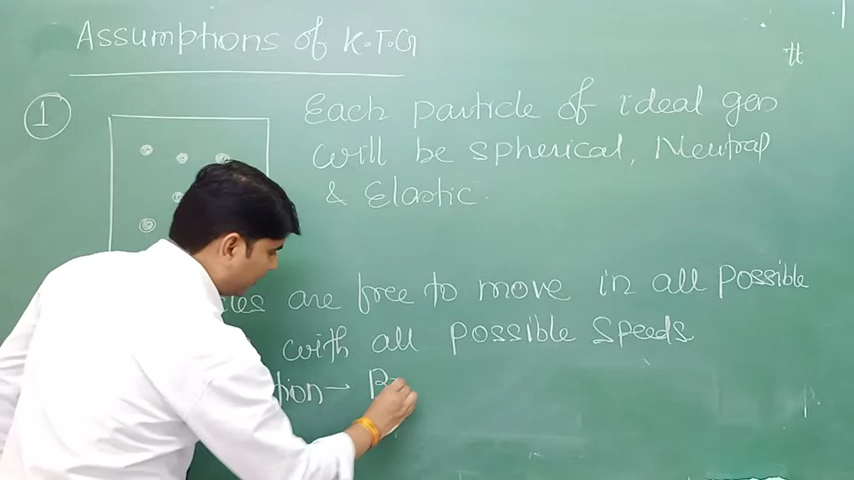 Assumptions of K.T.G
1
Each particle of ideal gas
will be spherical, Neutral
& Elastic.
are free to move in all possible
with all possible speeds